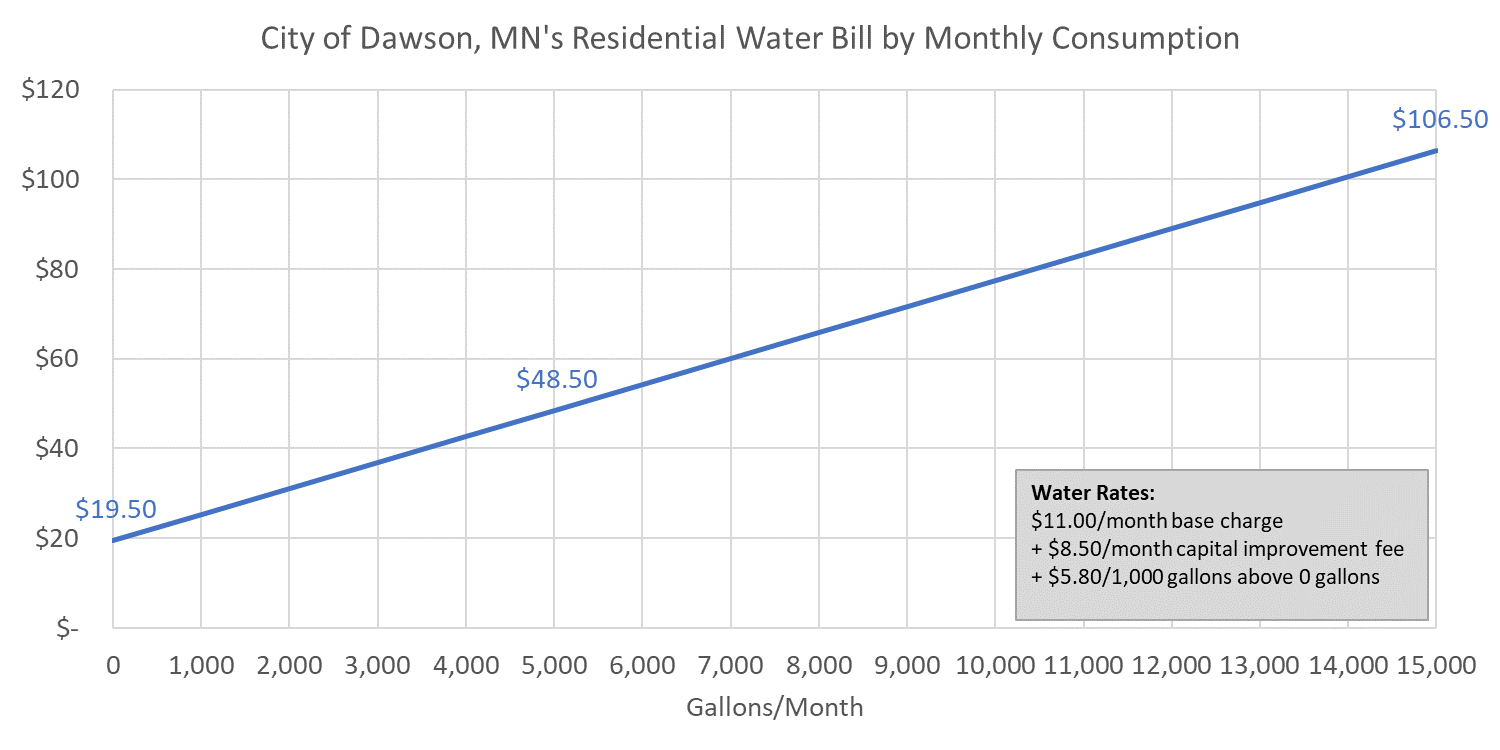 City of Dawson, MN's Residential Water Bill by Monthly Consumption
$120
$106.50
$100
$80
$60
$48.50
$40
$19.50
$20
$-
Water Rates:
$11.00/month base charge
+ $8.50/month capital improvement fee
+ $5.80/1,000 gallons above 0 gallons
0 1,000 2,000 3,000 4,000 5,000 6,000 7,000 8,000 9,000 10,000 11,000 12,000 13,000 14,000 15,000
Gallons/Month